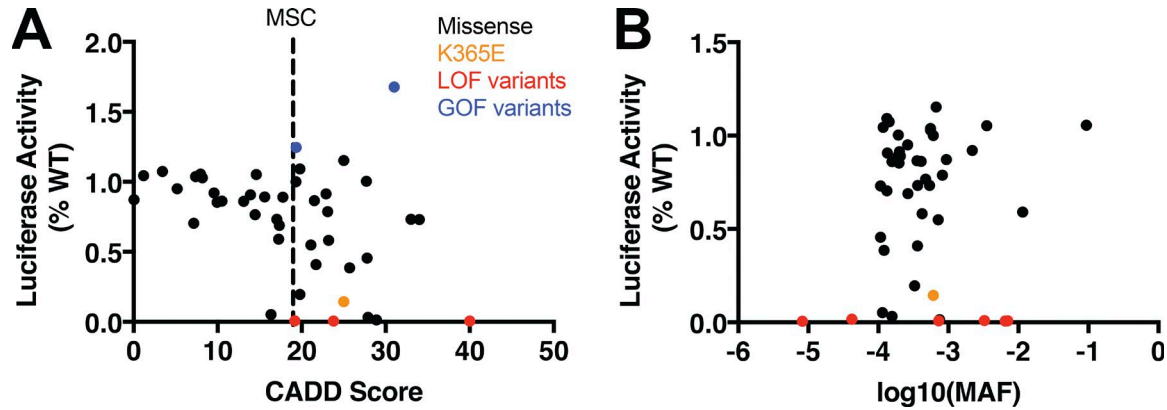 A
MSC
Missense
K365E
LOF variants
GOF variants
Luciferase Activity
(% WT)
2.0
1.5
1.0
0.5
0.0
0
10
20
30
40
50
CADD Score
B
Luciferase Activity
(% WT)
1.5
1.0
0.5
0.0
-6
-5
-4
-3
-2
-1
0
log10(MAF)